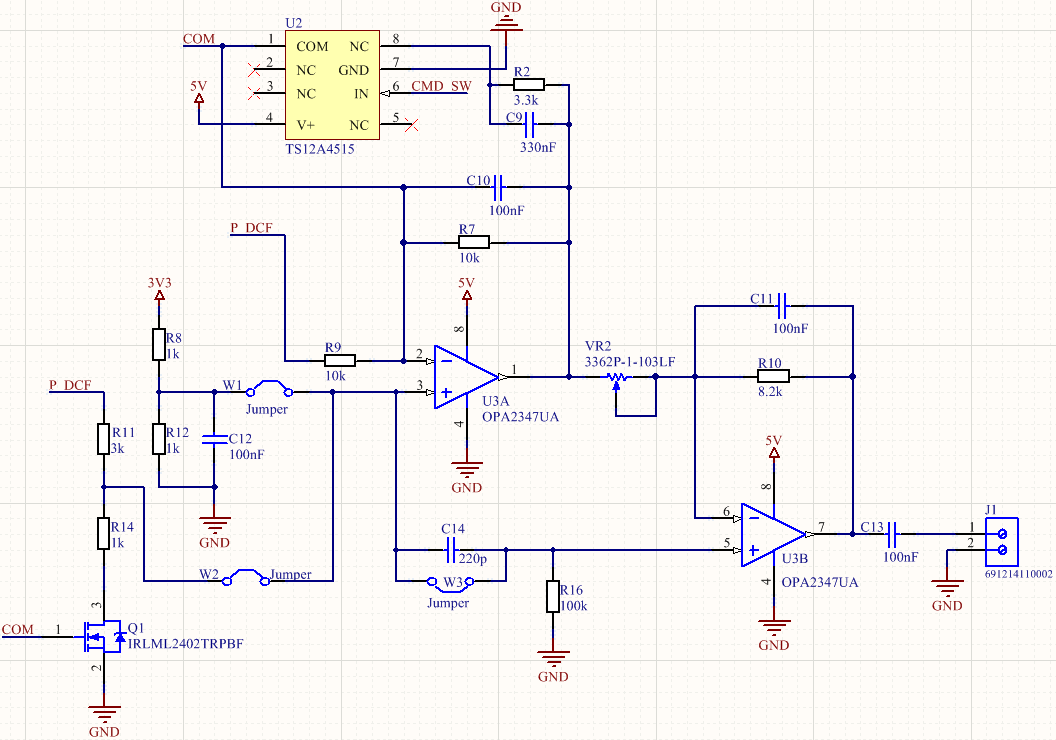 GND
U2
COM 1 COM NC 8
2 NC GND 7
5V 3 NC IN 6 CMD_SW
4 V+ NC 5
TS12A4515
R2
3.3k
C9
330nF
C10
100nF
R7
10k
P_DCF
R9
10k
5V
8
2
3
1
4
U3A
OPA2347UA
GND
3V3
R8
1k
P_DCF
W1
Jumper
R11
3k
R12
1k
C12
100nF
GND
R14
1k
W2 Jumper
COM 1
3
2
Q1
IRLML2402TRPBF
GND
VR2
3362P-1-103LF
C11
100nF
R10
8.2k
5V
8
6
5
7
4
U3B
OPA2347UA
GND
C14
220p
W3
Jumper
R16
100k
GND
C13
100nF
J1
1
2
691214110002
GND